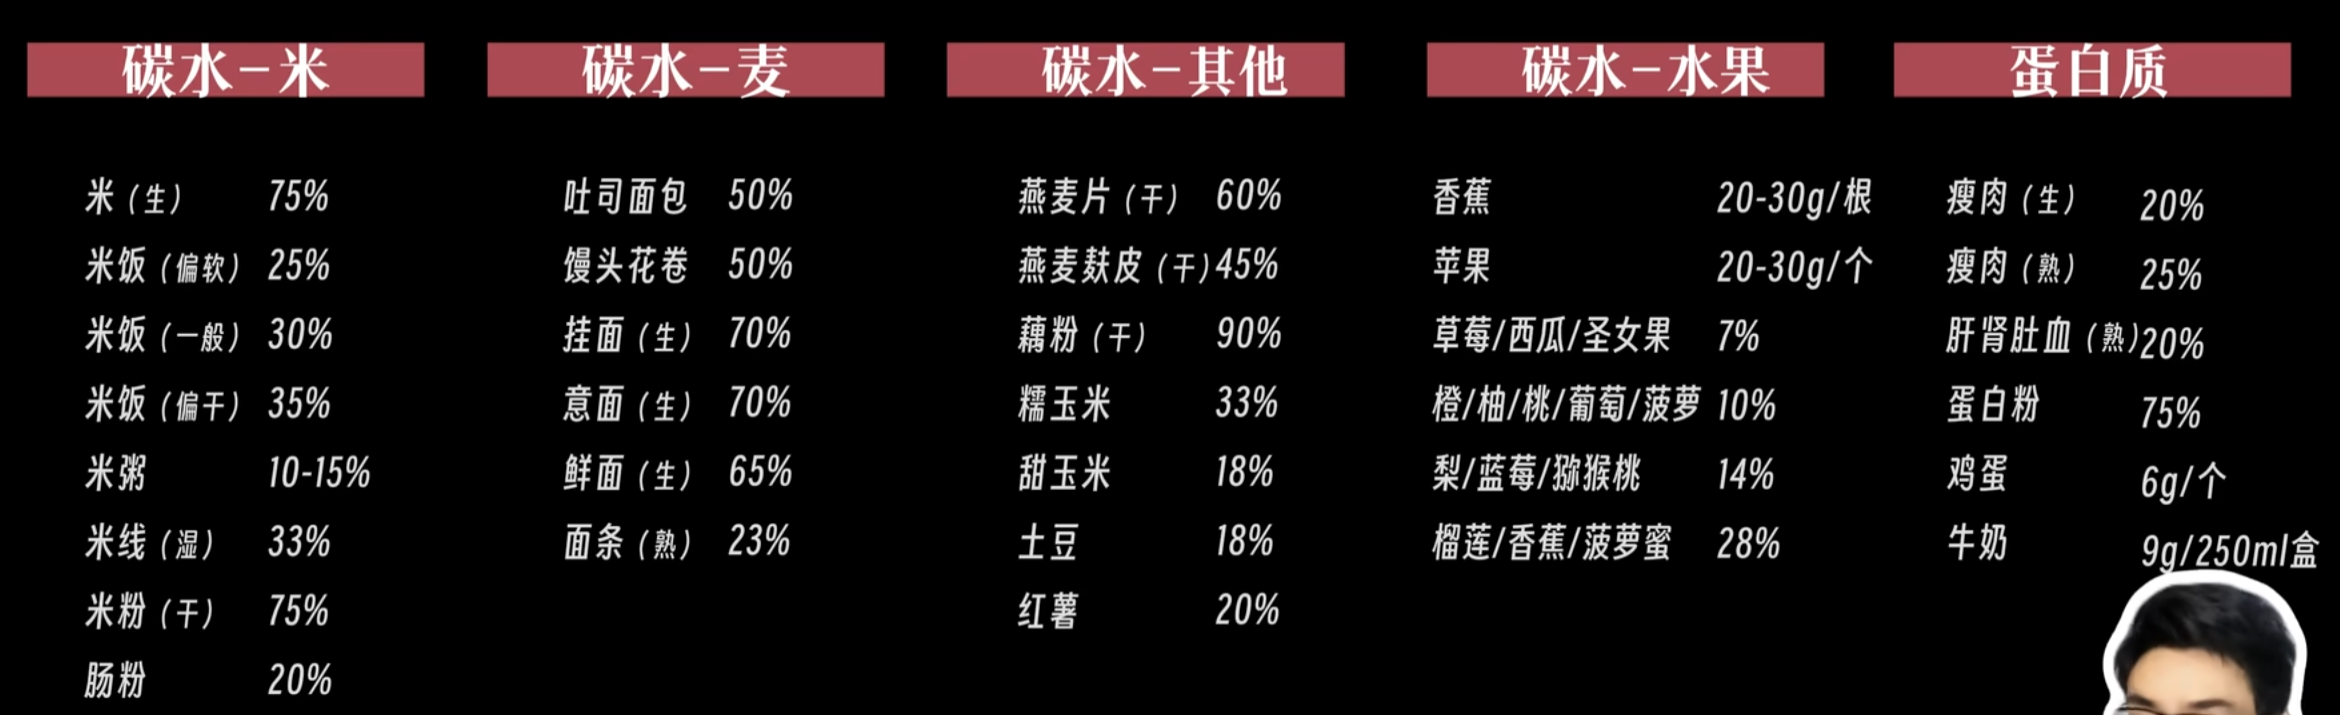 碳水-米
米（生） 75%
米饭（偏软） 25%
米饭（一般） 30%
米饭（偏干） 35%
米粥 10-15%
米线（湿） 33%
米粉（干） 75%
肠粉 20%
碳水-麦
吐司面包 50%
馒头花卷 50%
挂面（生） 70%
意面（生） 70%
鲜面（生） 65%
面条（熟） 23%
碳水-其他
燕麦片（干） 60%
燕麦麸皮（干） 45%
藕粉（干） 90%
糯玉米 33%
甜玉米 18%
土豆 18%
红薯 20%
碳水-水果
香蕉 20-30g/根
苹果 20-30g/个
草莓/西瓜/圣女果 7%
橙/柚/桃/葡萄/菠萝 10%
梨/蓝莓/猕猴桃 14%
榴莲/香蕉/菠萝蜜 28%
蛋白质
瘦肉（生） 20%
瘦肉（熟） 25%
肝肾肚血（熟） 20%
蛋白粉 75%
鸡蛋 6g/个
牛奶 9g/250ml盒